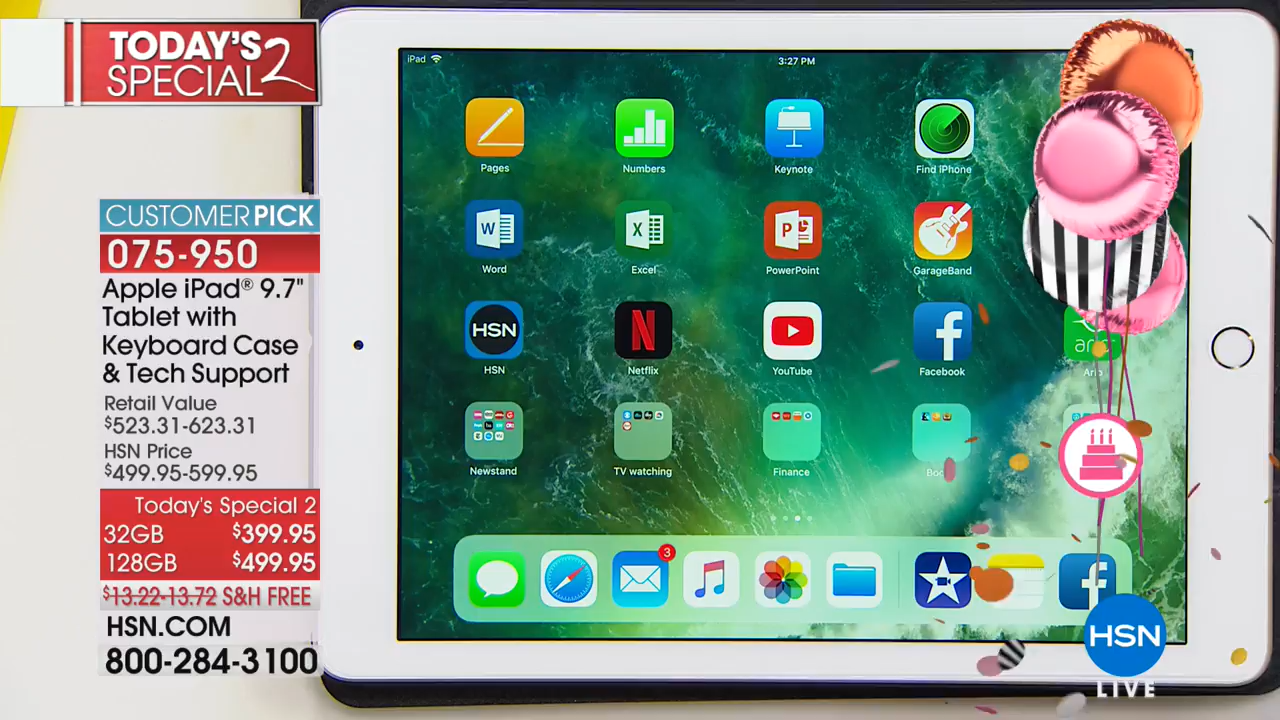 TODAY'S
SPECIAL 2
CUSTOMER PICK
075-950
Apple iPad® 9.7"
Tablet with
Keyboard Case
& Tech Support
Retail Value
$523.31-623.31
HSN Price
$499.95-599.95
Today's Special 2
32GB $399.95
128GB $499.95
$13.22-13.72 S&H FREE
HSN.COM
800-284-3100
iPad 3:27 PM
Pages Numbers Keynote Find iPhone
W X P
Word Excel PowerPoint GarageBand
HSN N f
HSN Netflix YouTube Facebook
Newstand TV watching Finance
3
f
HSN
LIVE